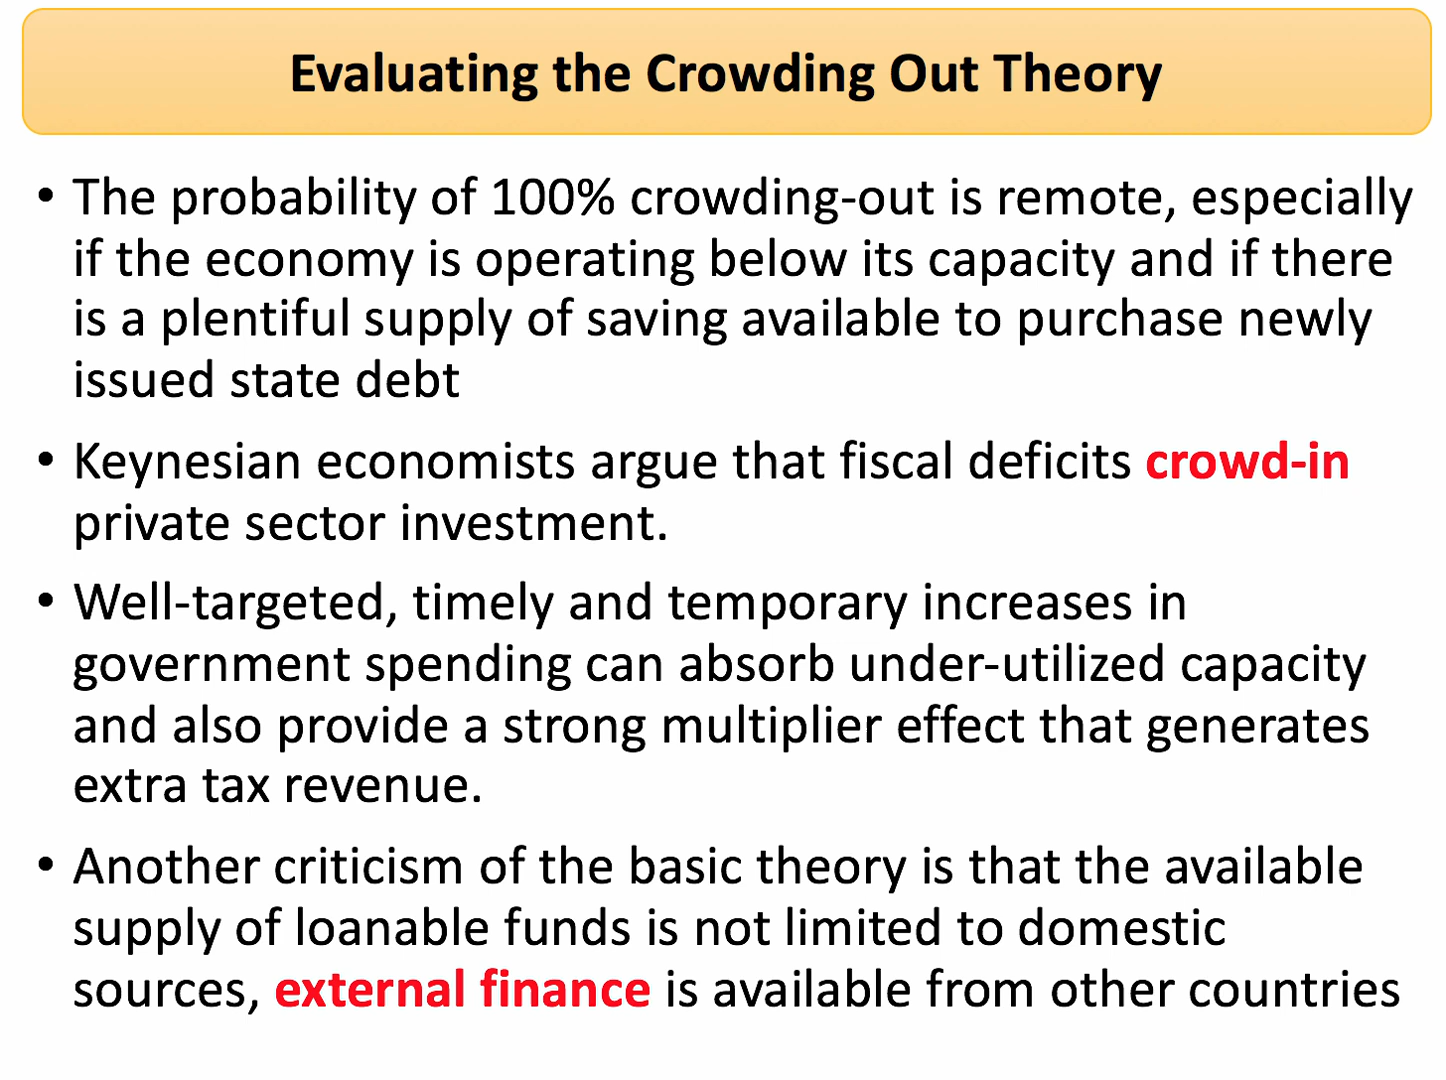 Evaluating the Crowding Out Theory
• The probability of 100% crowding-out is remote, especially
if the economy is operating below its capacity and if there
is a plentiful supply of saving available to purchase newly
issued state debt
• Keynesian economists argue that fiscal deficits crowd-in
private sector investment.
• Well-targeted, timely and temporary increases in
government spending can absorb under-utilized capacity
and also provide a strong multiplier effect that generates
extra tax revenue.
• Another criticism of the basic theory is that the available
supply of loanable funds is not limited to domestic
sources, external finance is available from other countries